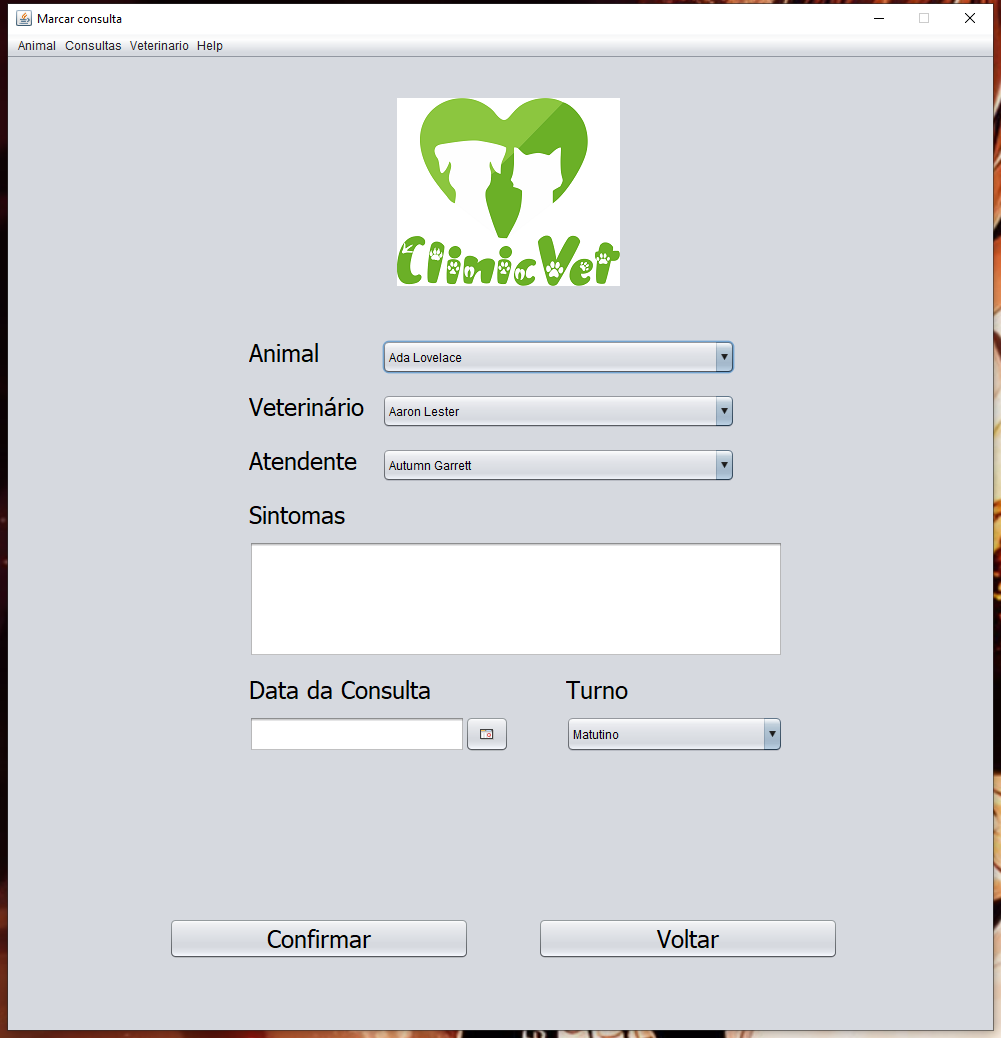 Marcar consulta
Animal Consultas Veterinario Help
ClinicVet
Animal Ada Lovelace
Veterinário Aaron Lester
Atendente Autumn Garrett
Sintomas
Data da Consulta Turno
Matutino
Confirmar Voltar